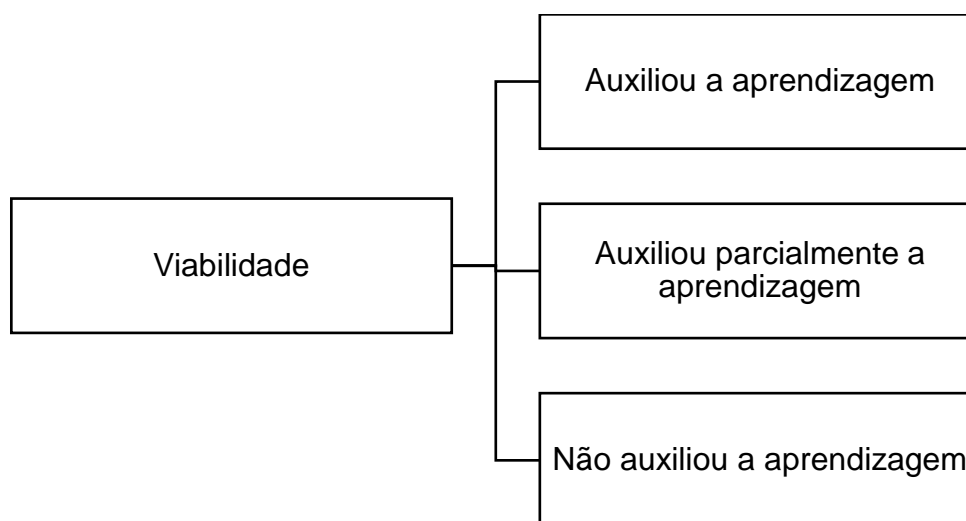 Auxiliou a aprendizagem
Viabilidade
Auxiliou parcialmente a
aprendizagem
Não auxiliou a aprendizagem